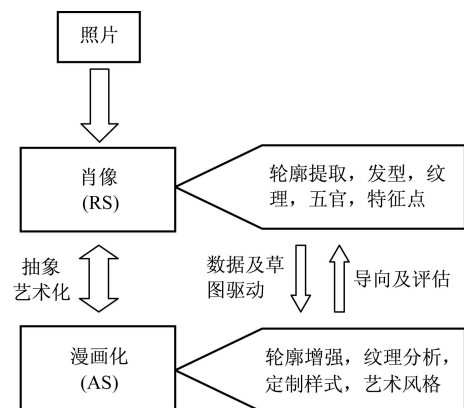 照片
肖像
(RS)
轮廓提取，发型，纹
理，五官，特征点
抽象
艺术化
数据及草
图驱动
导向及评估
漫画化
(AS)
轮廓增强，纹理分析，
定制样式，艺术风格